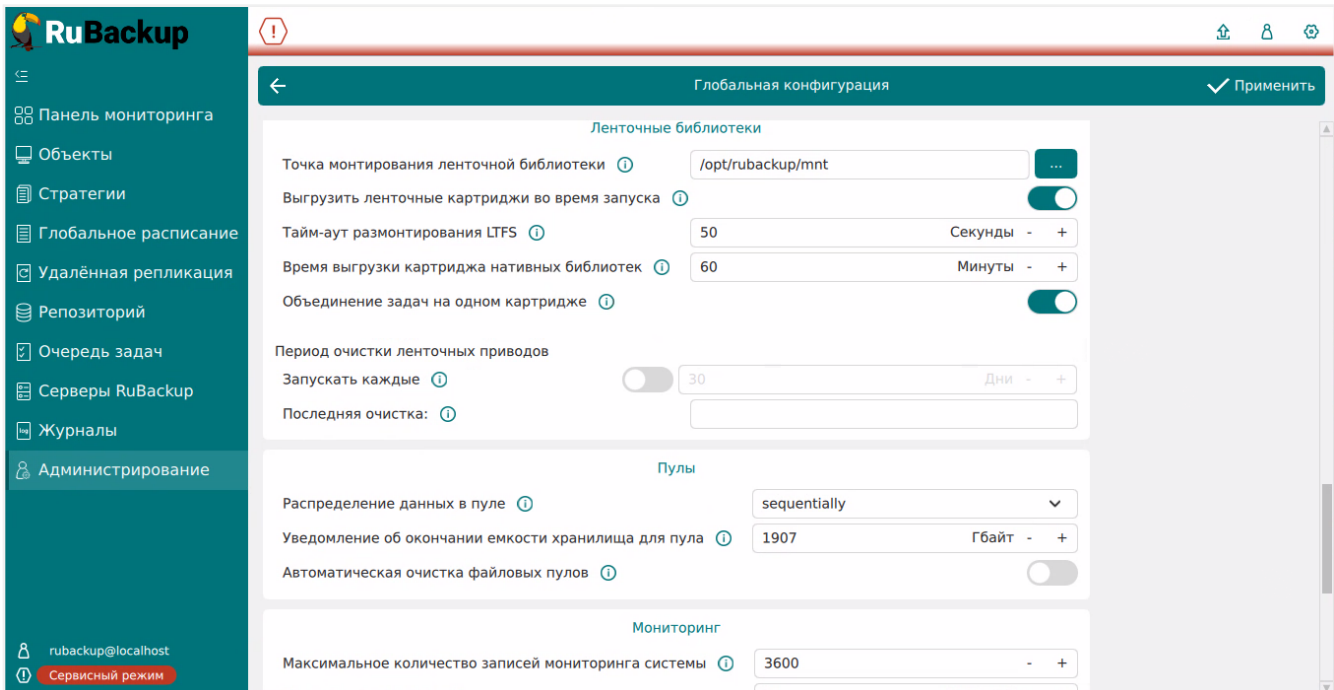 RuBackup
Глобальная конфигурация
Применить
Панель мониторинга
Объекты
Стратегии
Глобальное расписание
Удалённая репликация
Репозиторий
Очередь задач
Серверы RuBackup
Журналы
Администрирование
rubackup@localhost
Сервисный режим
Ленточные библиотеки
Точка монтирования ленточной библиотеки /opt/rubackup/mnt ...
Выгрузить ленточные картриджи во время запуска
Тайм-аут размонтирования LTFS 50 Секунды - +
Время выгрузки картриджа нативных библиотек 60 Минуты - +
Объединение задач на одном картридже
Период очистки ленточных приводов
Запускать каждые 30 Дни - +
Последняя очистка:
Пулы
Распределение данных в пуле sequentially
Уведомление об окончании емкости хранилища для пула 1907 Гбайт - +
Автоматическая очистка файловых пулов
Мониторинг
Максимальное количество записей мониторинга системы 3600 - +